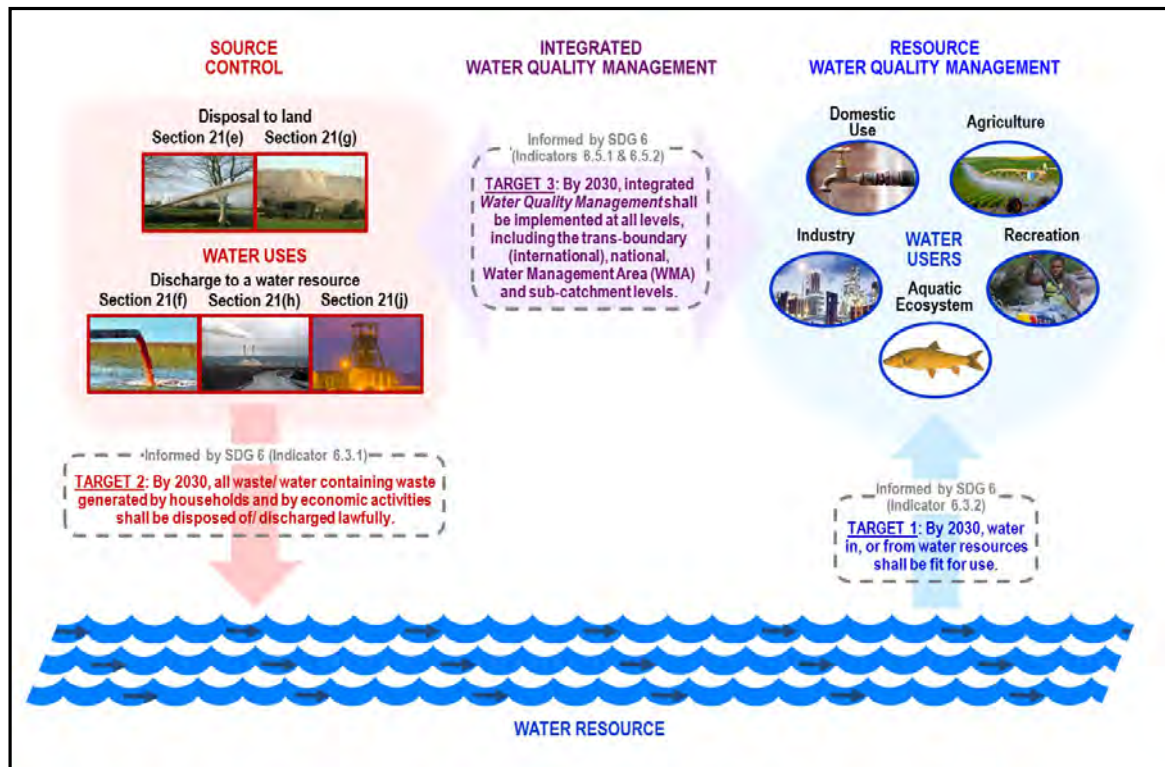 SOURCE
CONTROL
Disposal to land
Section 21(e) Section 21(g)
WATER USES
Discharge to a water resource
Section 21(f) Section 21(h) Section 21(j)
Informed by SDG 6 (Indicator 6.3.1)
TARGET 2: By 2030, all waste/ water containing waste
generated by households and by economic activities
shall be disposed of/ discharged lawfully.
INTEGRATED
WATER QUALITY MANAGEMENT
Informed by SDG 6
(Indicators 6.5.1 & 6.5.2)
TARGET 3: By 2030, integrated
Water Quality Management shall
be implemented at all levels,
including the trans-boundary
(international), national,
Water Management Area (WMA)
and sub-catchment levels.
RESOURCE
WATER QUALITY MANAGEMENT
Domestic
Use
Agriculture
Industry
WATER
USERS
Recreation
Aquatic
Ecosystem
Informed by SDG 6
(Indicator 6.3.2)
TARGET 1: By 2030, water
in, or from water resources
shall be fit for use.
WATER RESOURCE